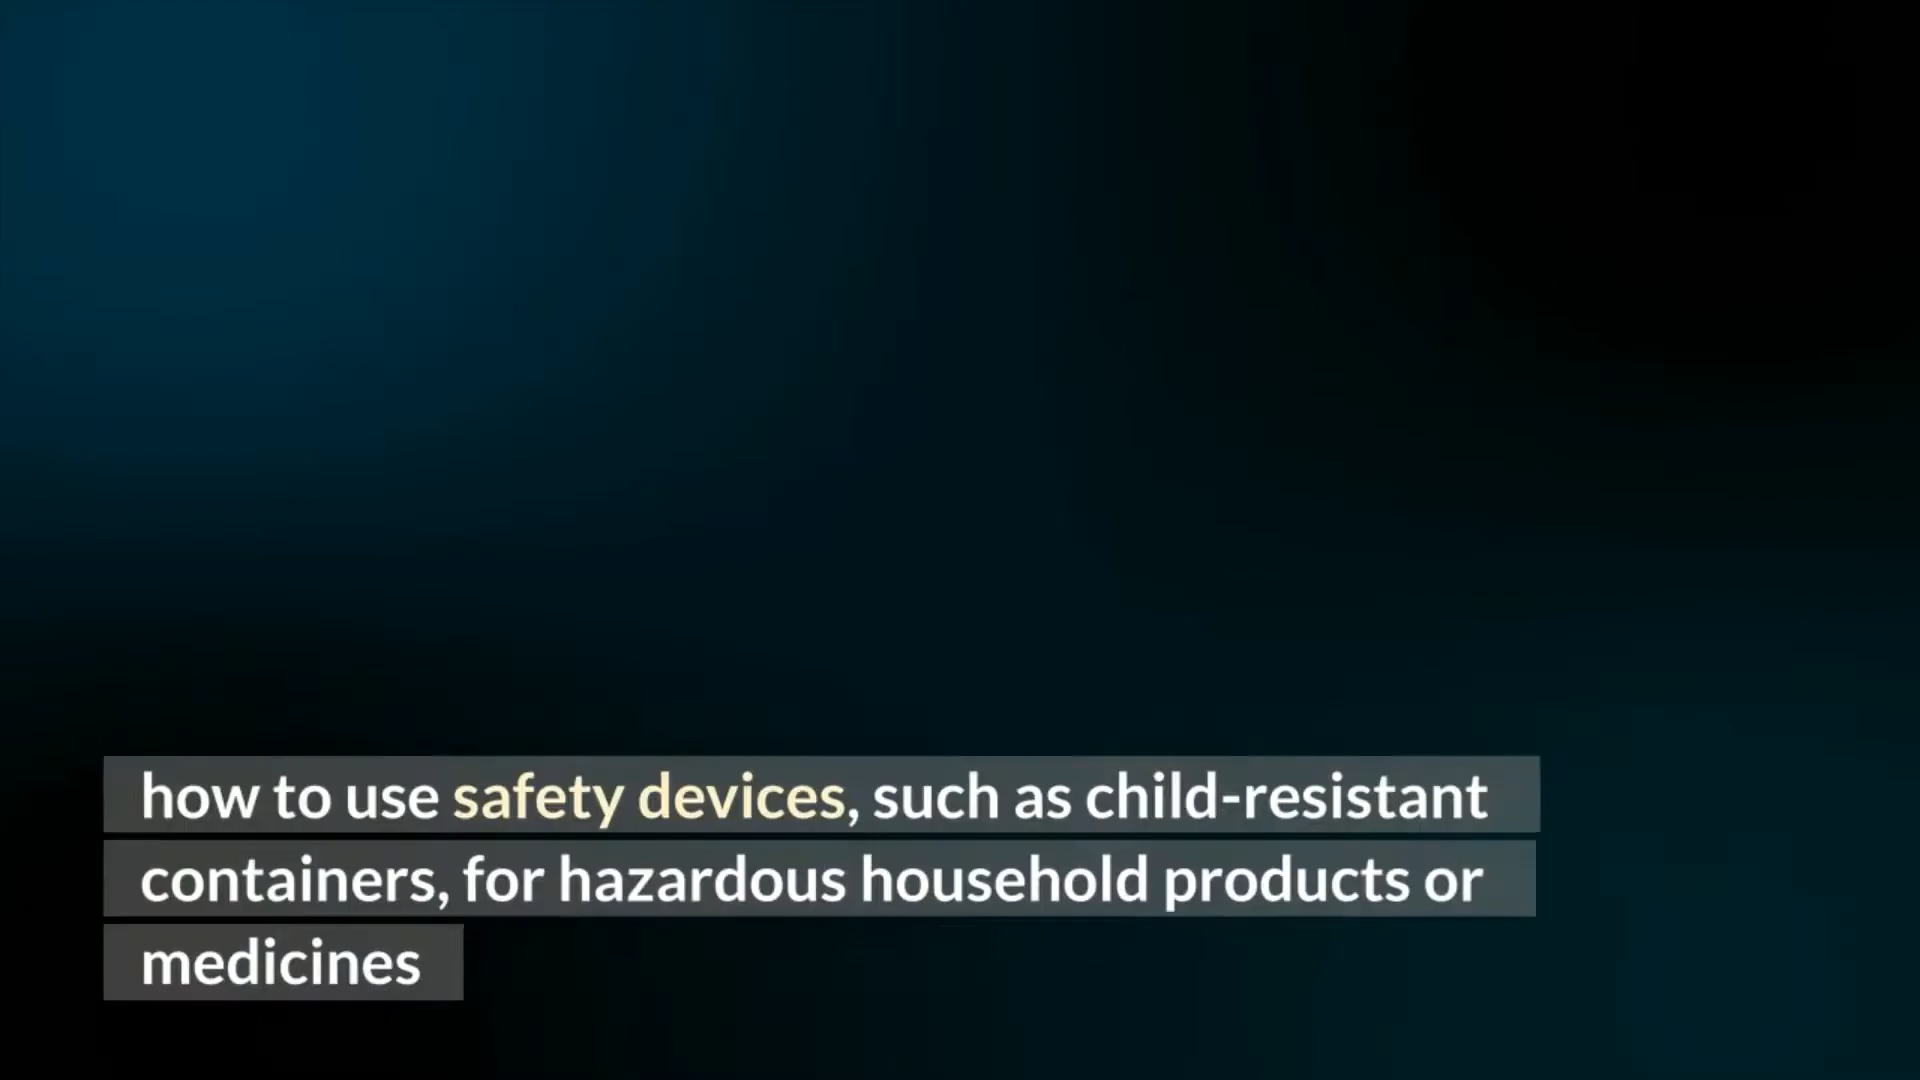 how to use safety devices, such as child-resistant
containers, for hazardous household products or
medicines